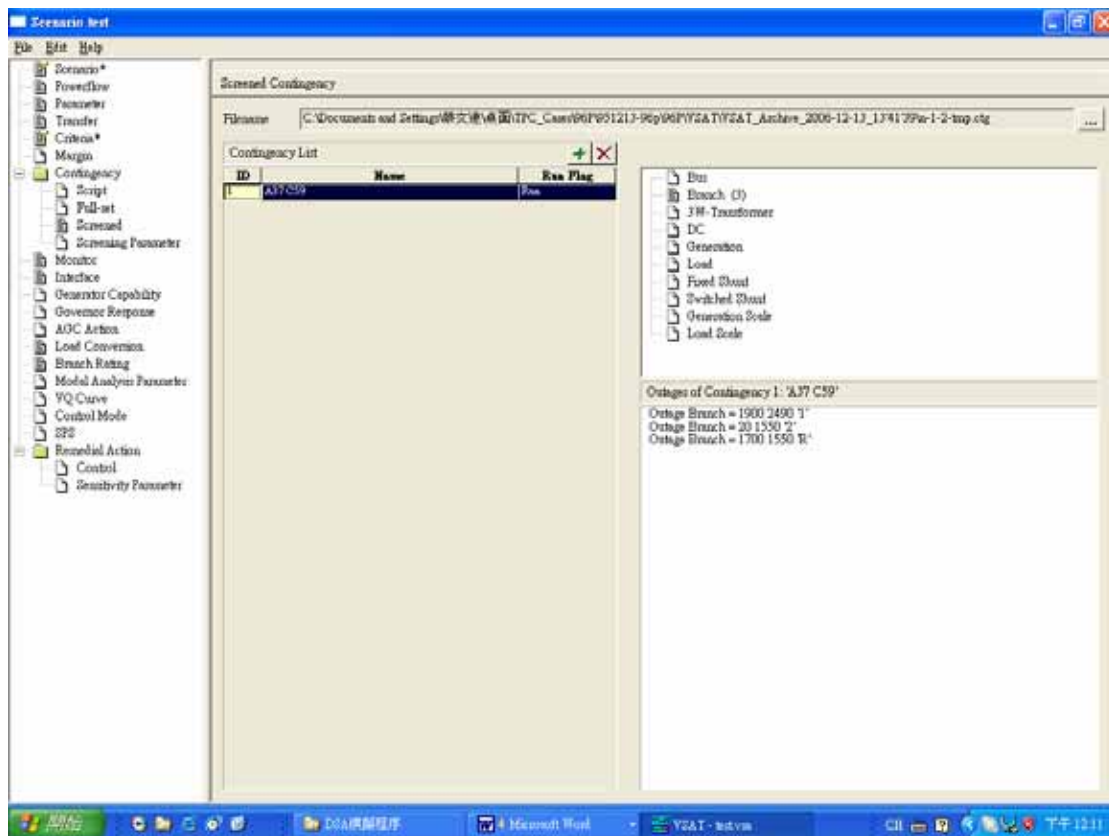 Scenario test
File Edit Help
Scenario*
Powerflow
Parameter
Transfer
Criteria*
Margin
Contingency
Script
Full-set
Screened
Screening Parameter
Monitor
Interface
Generator Capability
Governor Response
AGC Action
Load Conversion
Branch Rating
Modal Analysis Parameter
VQ Curve
Control Mode
SPS
Remedial Action
Control
Sensitivity Parameter
Screened Contingency
Filename
...
Contingency List
ID Name Run Flag
1 A37 C59 Run
Bus
Branch (3)
3W-Transformer
DC
Generation
Load
Fixed Shunt
Switched Shunt
Generation Scale
Load Scale
Outages of Contingency 1: 'A37 C59'
Outage Branch = 1900 2490 '1'
Outage Branch = 20 1550 '2'
Outage Branch = 1700 1550 'R'
4 Microsoft Word
CH
下午 12:11